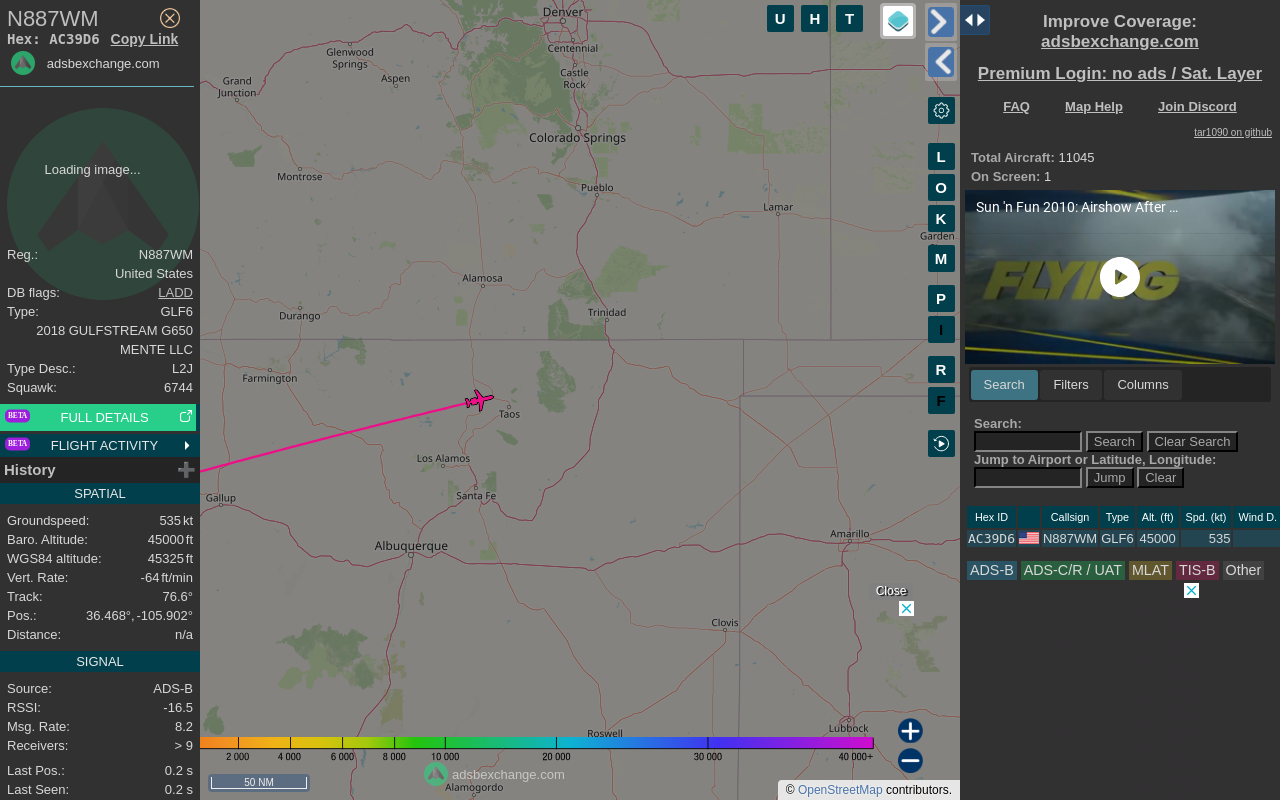 N887WM
Hex: AC39D6 Copy Link
adsbexchange.com
Loading image...
Reg.: N887WM
United States
DB flags: LADD
Type: GLF6
2018 GULFSTREAM G650
MENTE LLC
Type Desc.: L2J
Squawk: 6744
BETA FULL DETAILS
BETA FLIGHT ACTIVITY
History
SPATIAL
Groundspeed: 535 kt
Baro. Altitude: 45000 ft
WGS84 altitude: 45325 ft
Vert. Rate: -64 ft/min
Track: 76.6°
Pos.: 36.468°, -105.902°
Distance: n/a
SIGNAL
Source: ADS-B
RSSI: -16.5
Msg. Rate: 8.2
Receivers: > 9
Last Pos.: 0.2 s
Last Seen: 0.2 s
Denver
Glenwood
Springs
Centennial
Grand
Junction
Aspen
Castle
Rock
Colorado Springs
Montrose
Pueblo
Lamar
Garden
Alamosa
Durango
Trinidad
Farmington
Taos
Los Alamos
Gallup
Santa Fe
Albuquerque
Amarillo
Clovis
Roswell
Lubbock
Alamogordo
U H T
L
O
K
M
P
I
R
F
Close
2 000 4 000 6 000 8 000 10 000 20 000 30 000 40 000+
50 NM
adsbexchange.com
© OpenStreetMap contributors.
Improve Coverage:
adsbexchange.com
Premium Login: no ads / Sat. Layer
FAQ Map Help Join Discord
tar1090 on github
Total Aircraft: 11045
On Screen: 1
Sun 'n Fun 2010: Airshow After ...
FLYING
Search Filters Columns
Search:
Search Clear Search
Jump to Airport or Latitude, Longitude:
Jump Clear
Hex ID Callsign Type Alt. (ft) Spd. (kt) Wind D.
AC39D6 N887WM GLF6 45000 535
ADS-B ADS-C/R / UAT MLAT TIS-B Other